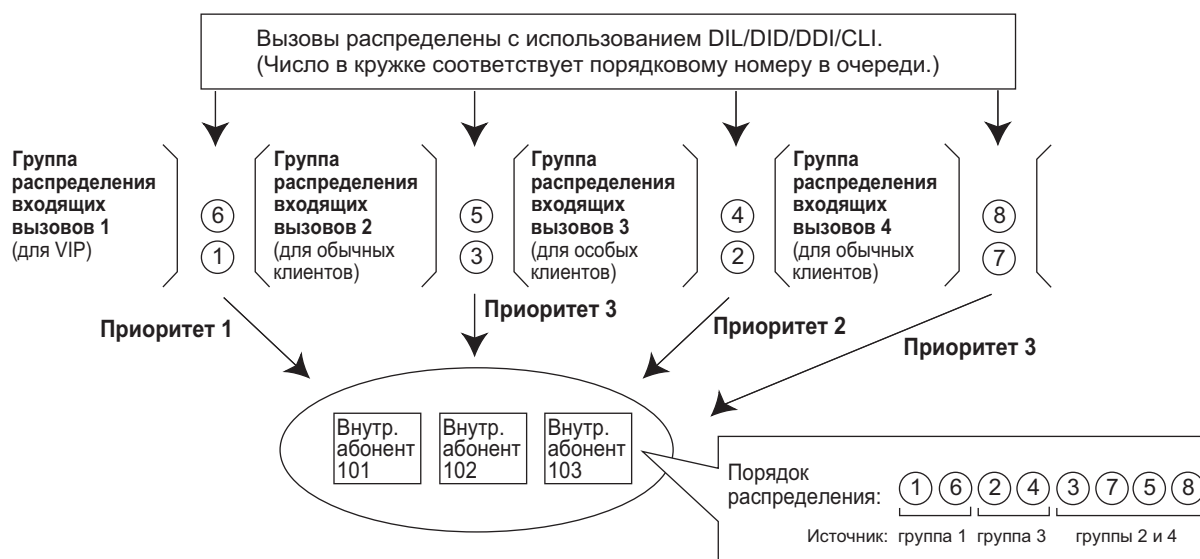 Вызовы распределены с использованием DIL/DID/DDI/CLI.
(Число в кружке соответствует порядковому номеру в очереди.)
Группа
распределения
входящих
вызовов 1
(для VIP)
6
1
Группа
распределения
входящих
вызовов 2
(для обычных
клиентов)
5
3
Группа
распределения
входящих
вызовов 3
(для особых
клиентов)
4
2
Группа
распределения
входящих
вызовов 4
(для обычных
клиентов)
8
7
Приоритет 1
Приоритет 3
Приоритет 2
Приоритет 3
Внутр.
абонент
101
Внутр.
абонент
102
Внутр.
абонент
103
Порядок
распределения:
1 6 2 4 3 7 5 8
Источник: группа 1 группа 3 группы 2 и 4